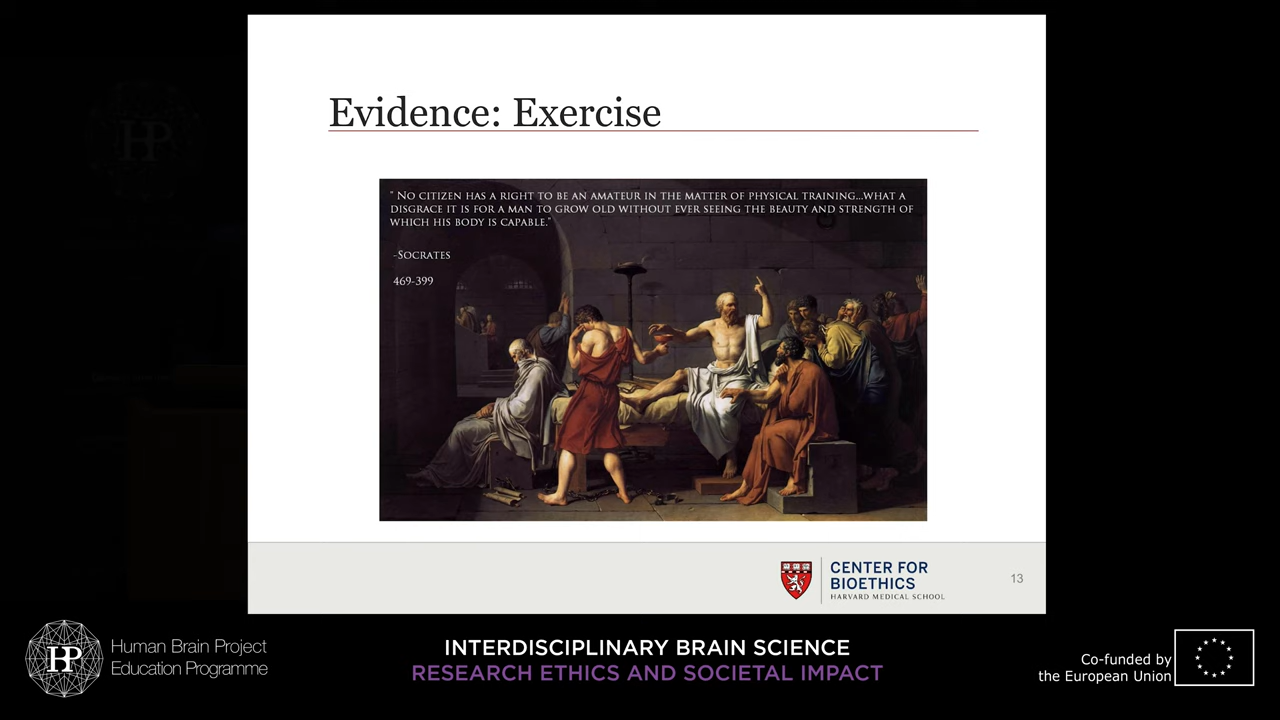 Evidence: Exercise
" No citizen has a right to be an amateur in the matter of physical training...what a
disgrace it is for a man to grow old without ever seeing the beauty and strength of
which his body is capable."
-Socrates
469-399
CENTER FOR
BIOETHICS
HARVARD MEDICAL SCHOOL
13
HP
Human Brain Project
Education Programme
INTERDISCIPLINARY BRAIN SCIENCE
RESEARCH ETHICS AND SOCIETAL IMPACT
Co-funded by
the European Union